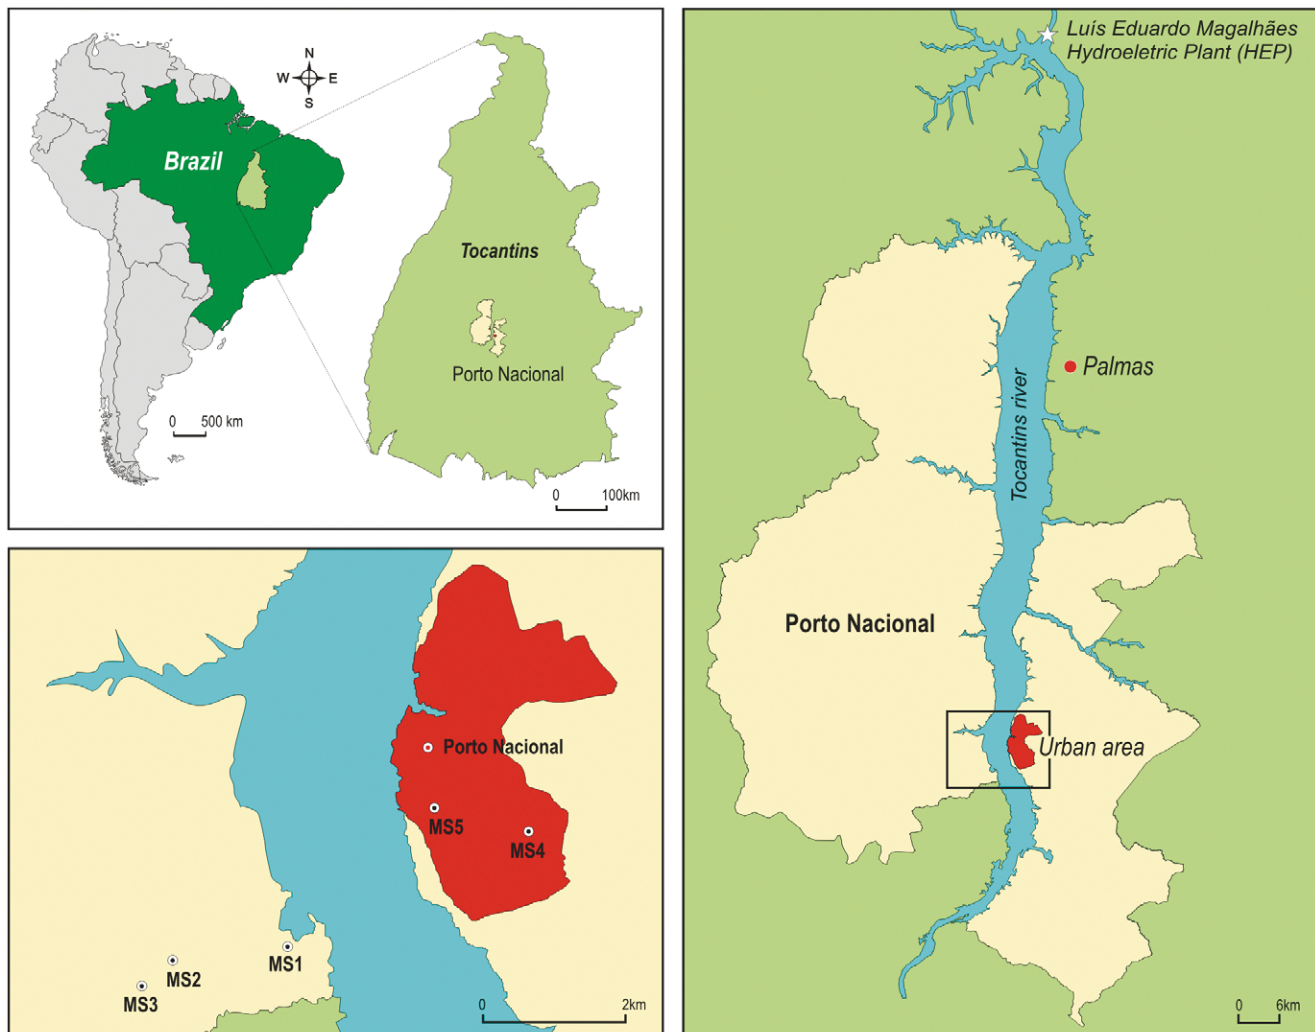 N
W E
S
Brazil
Tocantins
Porto Nacional
0 500 km
0 100km
Luís Eduardo Magalhães
Hydroeletric Plant (HEP)
Palmas
Tocantins river
Porto Nacional
Urban area
0 6km
Porto Nacional
MS5
MS4
MS1
MS2
MS3
0 2km